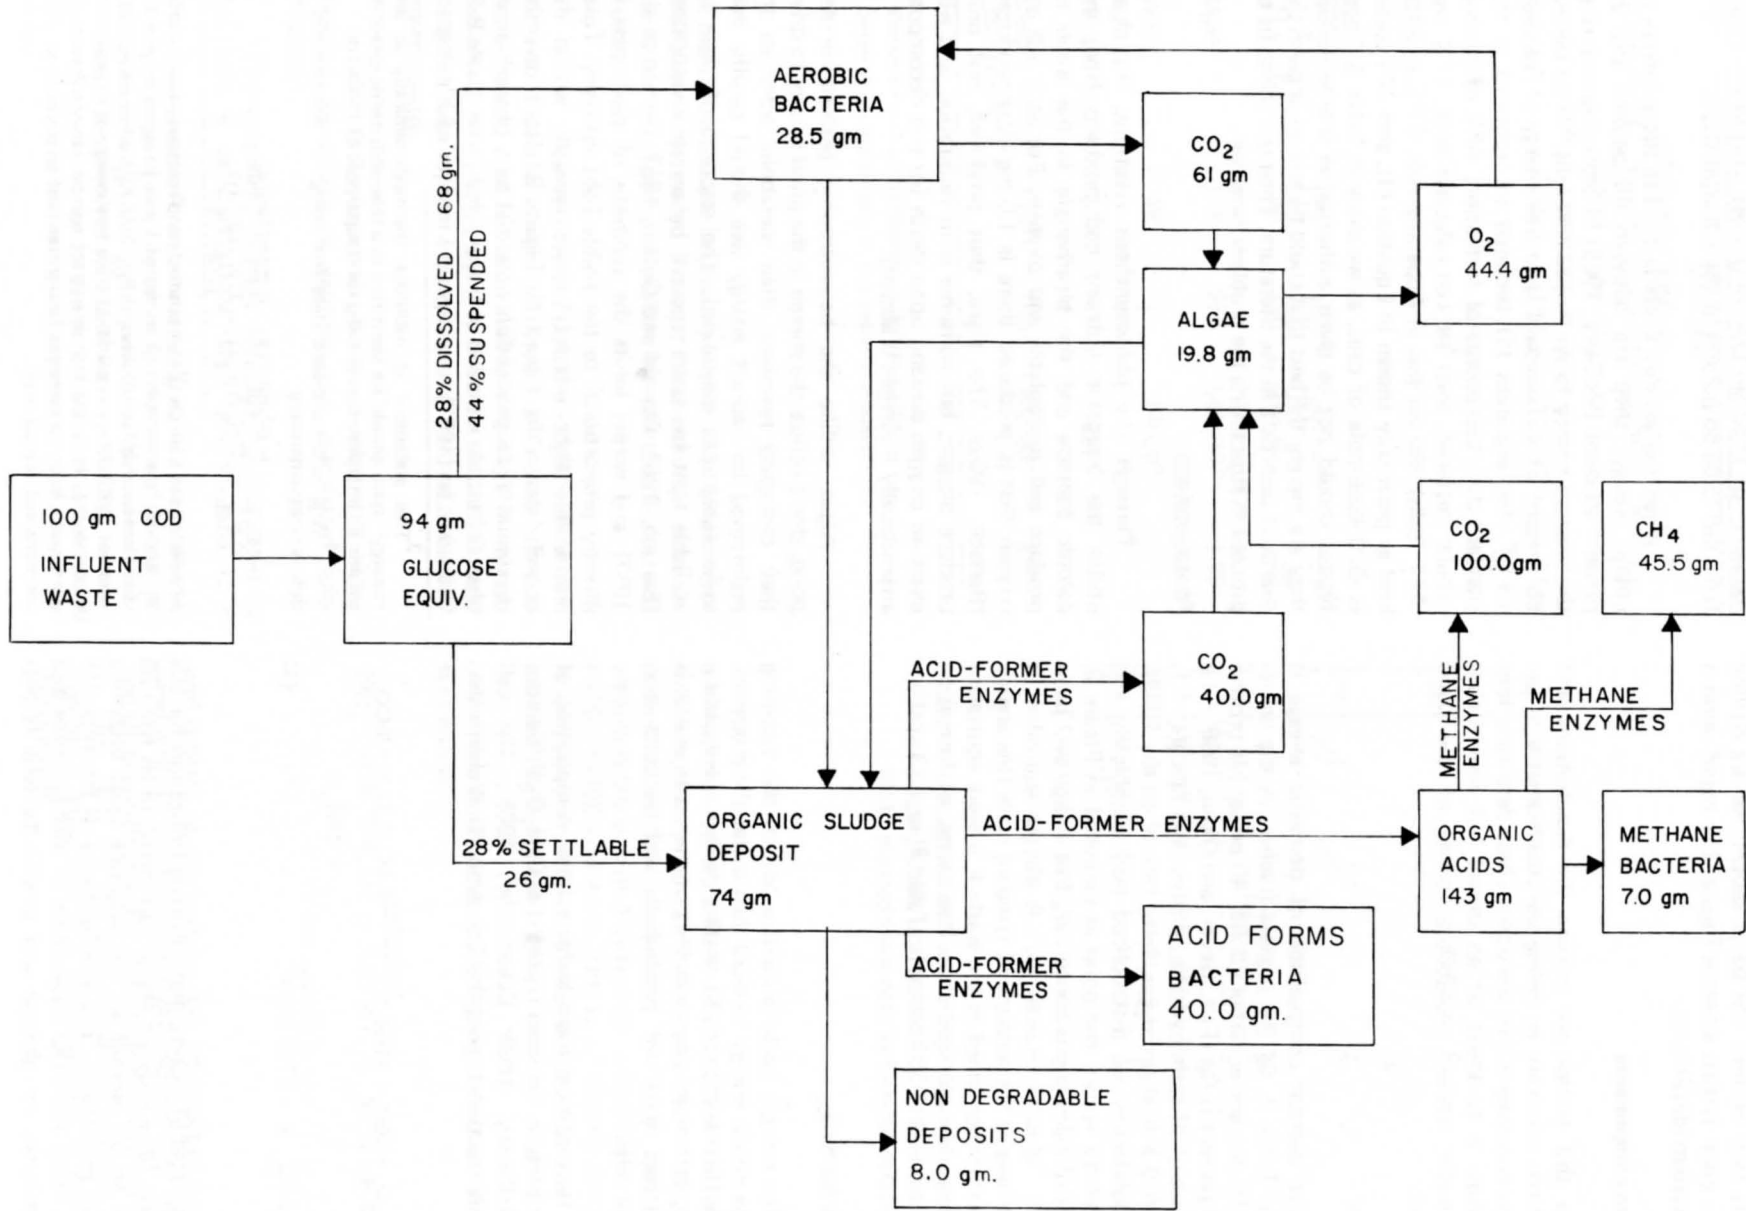 AEROBIC
BACTERIA
28.5 gm
CO2
61 gm
O2
44.4 gm
28% DISSOLVED 68gm.
44% SUSPENDED
ALGAE
19.8 gm
100 gm COD
INFLUENT
WASTE
94 gm
GLUCOSE
EQUIV.
CO2
100.0gm
CH4
45.5 gm
ACID-FORMER
ENZYMES
CO2
40.0 gm
METHANE
ENZYMES
METHANE
ENZYMES
28% SETTLABLE
26 gm.
ORGANIC SLUDGE
DEPOSIT
74 gm
ACID-FORMER ENZYMES
ORGANIC
ACIDS
143 gm
METHANE
BACTERIA
7.0 gm
ACID-FORMER
ENZYMES
ACID FORMS
BACTERIA
40.0 gm.
NON DEGRADABLE
DEPOSITS
8.0 gm.